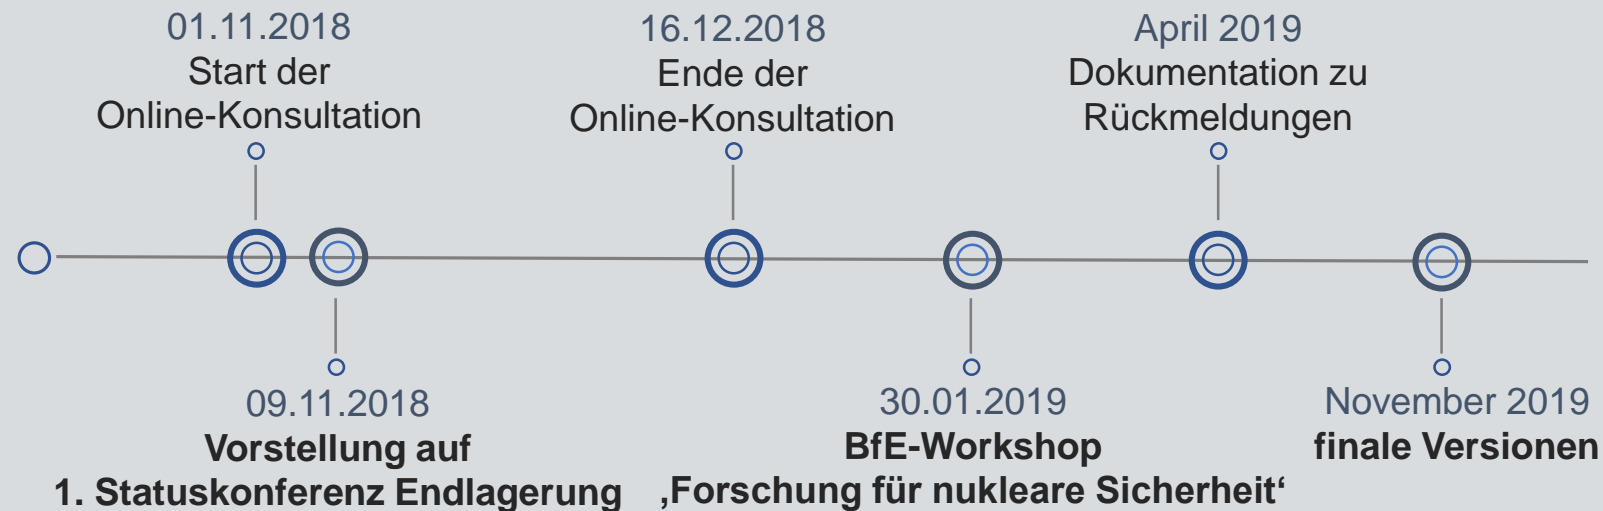 01.11.2018
Start der
Online-Konsultation
16.12.2018
Ende der
Online-Konsultation
April 2019
Dokumentation zu
Rückmeldungen
09.11.2018
Vorstellung auf
1. Statuskonferenz Endlagerung
30.01.2019
BfE-Workshop
‚Forschung für nukleare Sicherheit‘
November 2019
finale Versionen